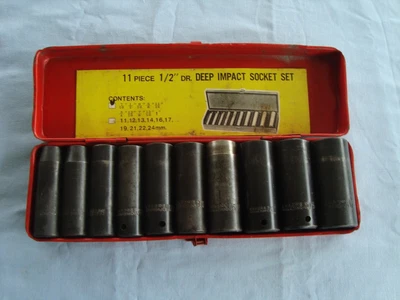 11 PIECE 1/2" DR. DEEP IMPACT SOCKET SET
CONTENTS:
11,12,13,14,16,17.
19.21,22,24mm.